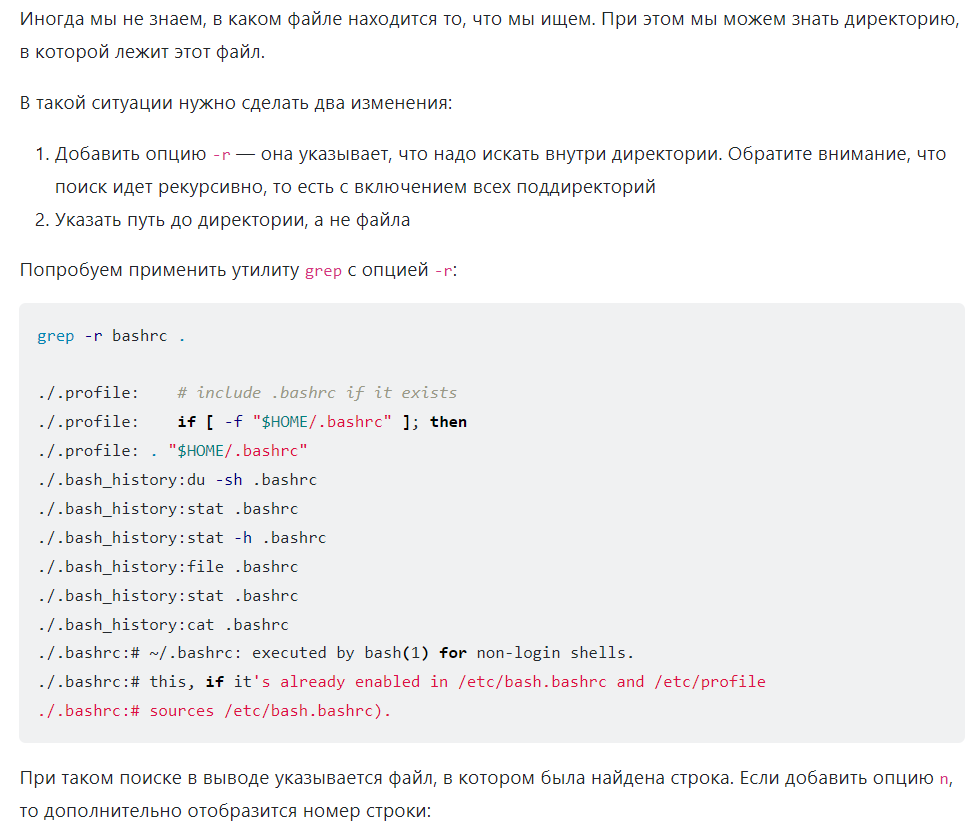 Иногда мы не знаем, в каком файле находится то, что мы ищем. При этом мы можем знать директорию,
в которой лежит этот файл.
В такой ситуации нужно сделать два изменения:
1. Добавить опцию -r — она указывает, что надо искать внутри директории. Обратите внимание, что
поиск идет рекурсивно, то есть с включением всех поддиректорий
2. Указать путь до директории, а не файла
Попробуем применить утилиту grep с опцией -r:
grep -r bashrc .
./.profile:    # include .bashrc if it exists
./.profile:    if [ -f "$HOME/.bashrc" ]; then
./.profile: . "$HOME/.bashrc"
./.bash_history:du -sh .bashrc
./.bash_history:stat .bashrc
./.bash_history:stat -h .bashrc
./.bash_history:file .bashrc
./.bash_history:stat .bashrc
./.bash_history:cat .bashrc
./.bashrc:# ~/.bashrc: executed by bash(1) for non-login shells.
./.bashrc:# this, if it's already enabled in /etc/bash.bashrc and /etc/profile
./.bashrc:# sources /etc/bash.bashrc).
При таком поиске в выводе указывается файл, в котором была найдена строка. Если добавить опцию n,
то дополнительно отобразится номер строки: